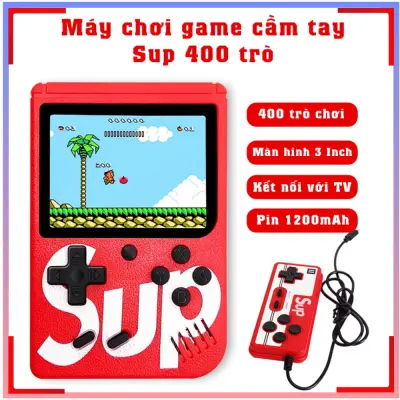 Máy chơi game cầm tay
Sup 400 trò
400 trò chơi
Màn hình 3 Inch
Kết nối với TV
Pin 1200mAh
Sup
Sup